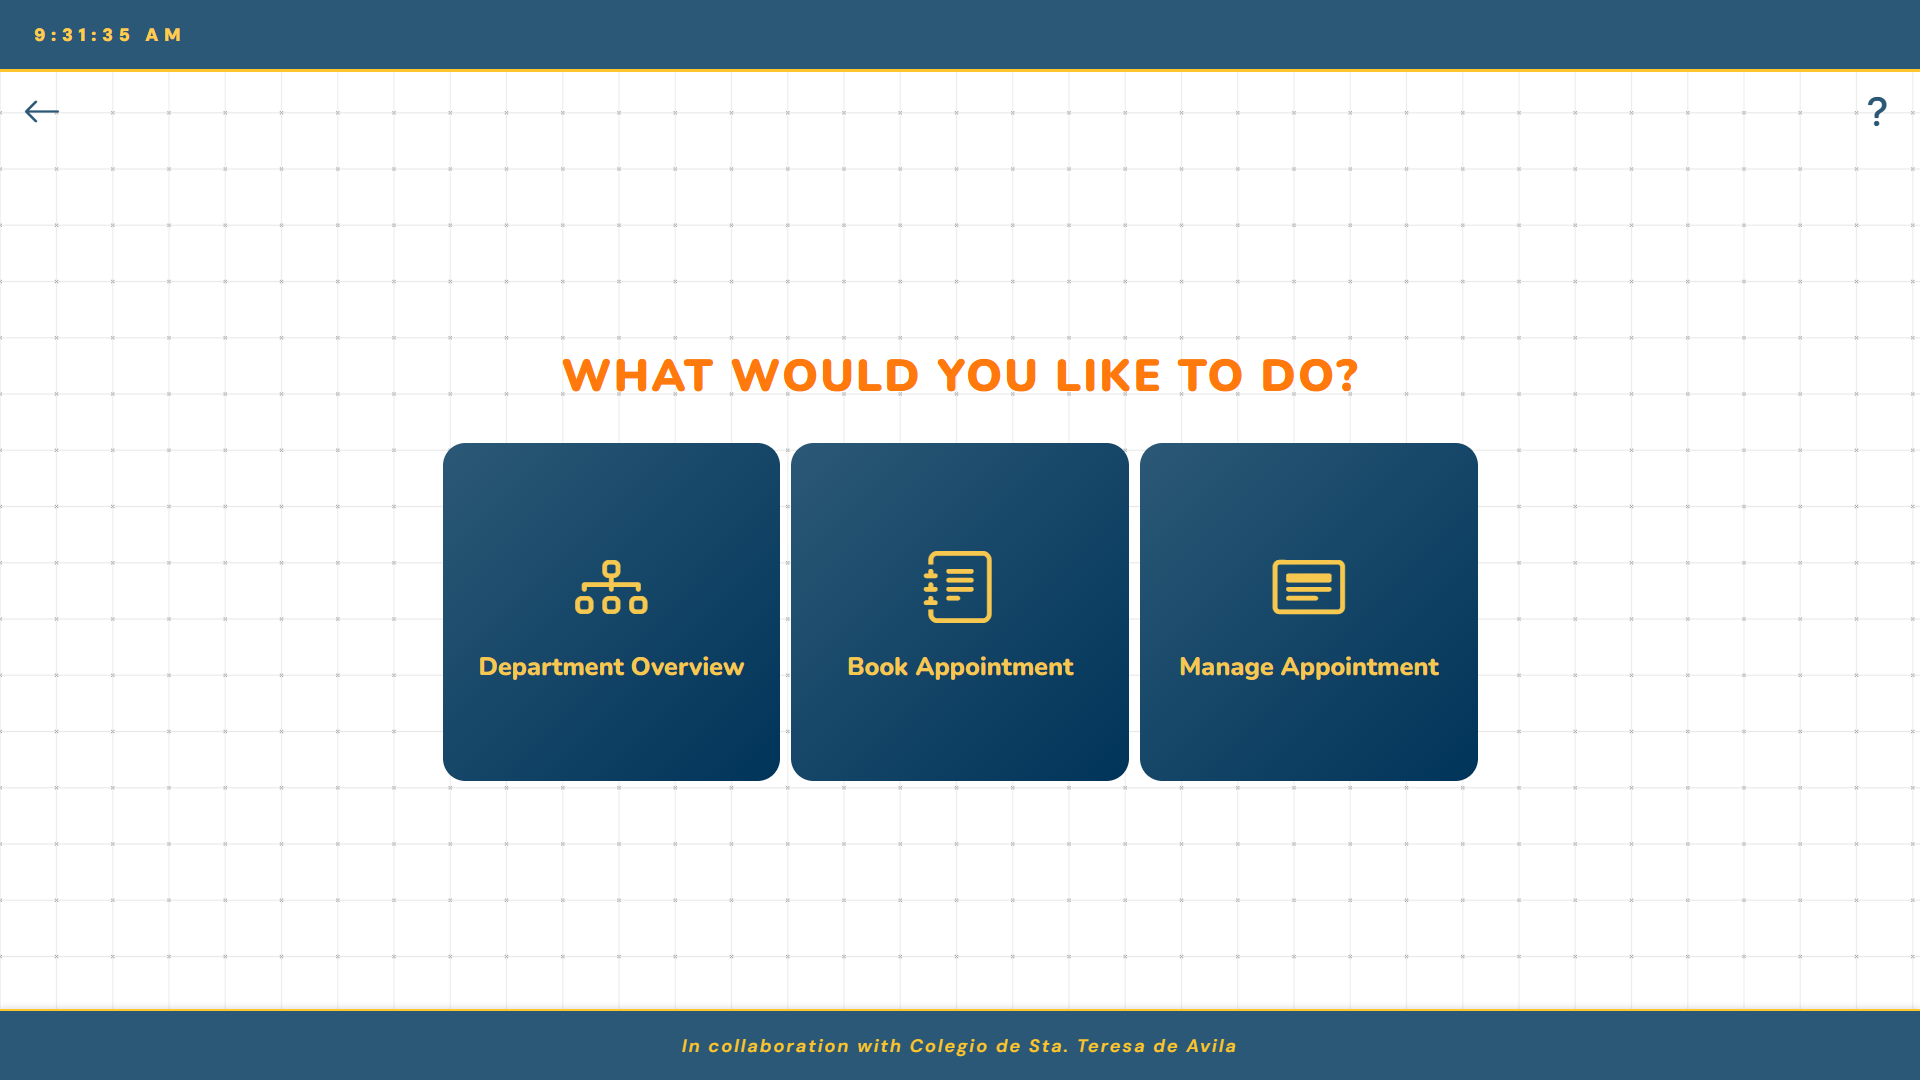 9:31:35 AM
?
WHAT WOULD YOU LIKE TO DO?
Department Overview
Book Appointment
Manage Appointment
In collaboration with Colegio de Sta. Teresa de Avila